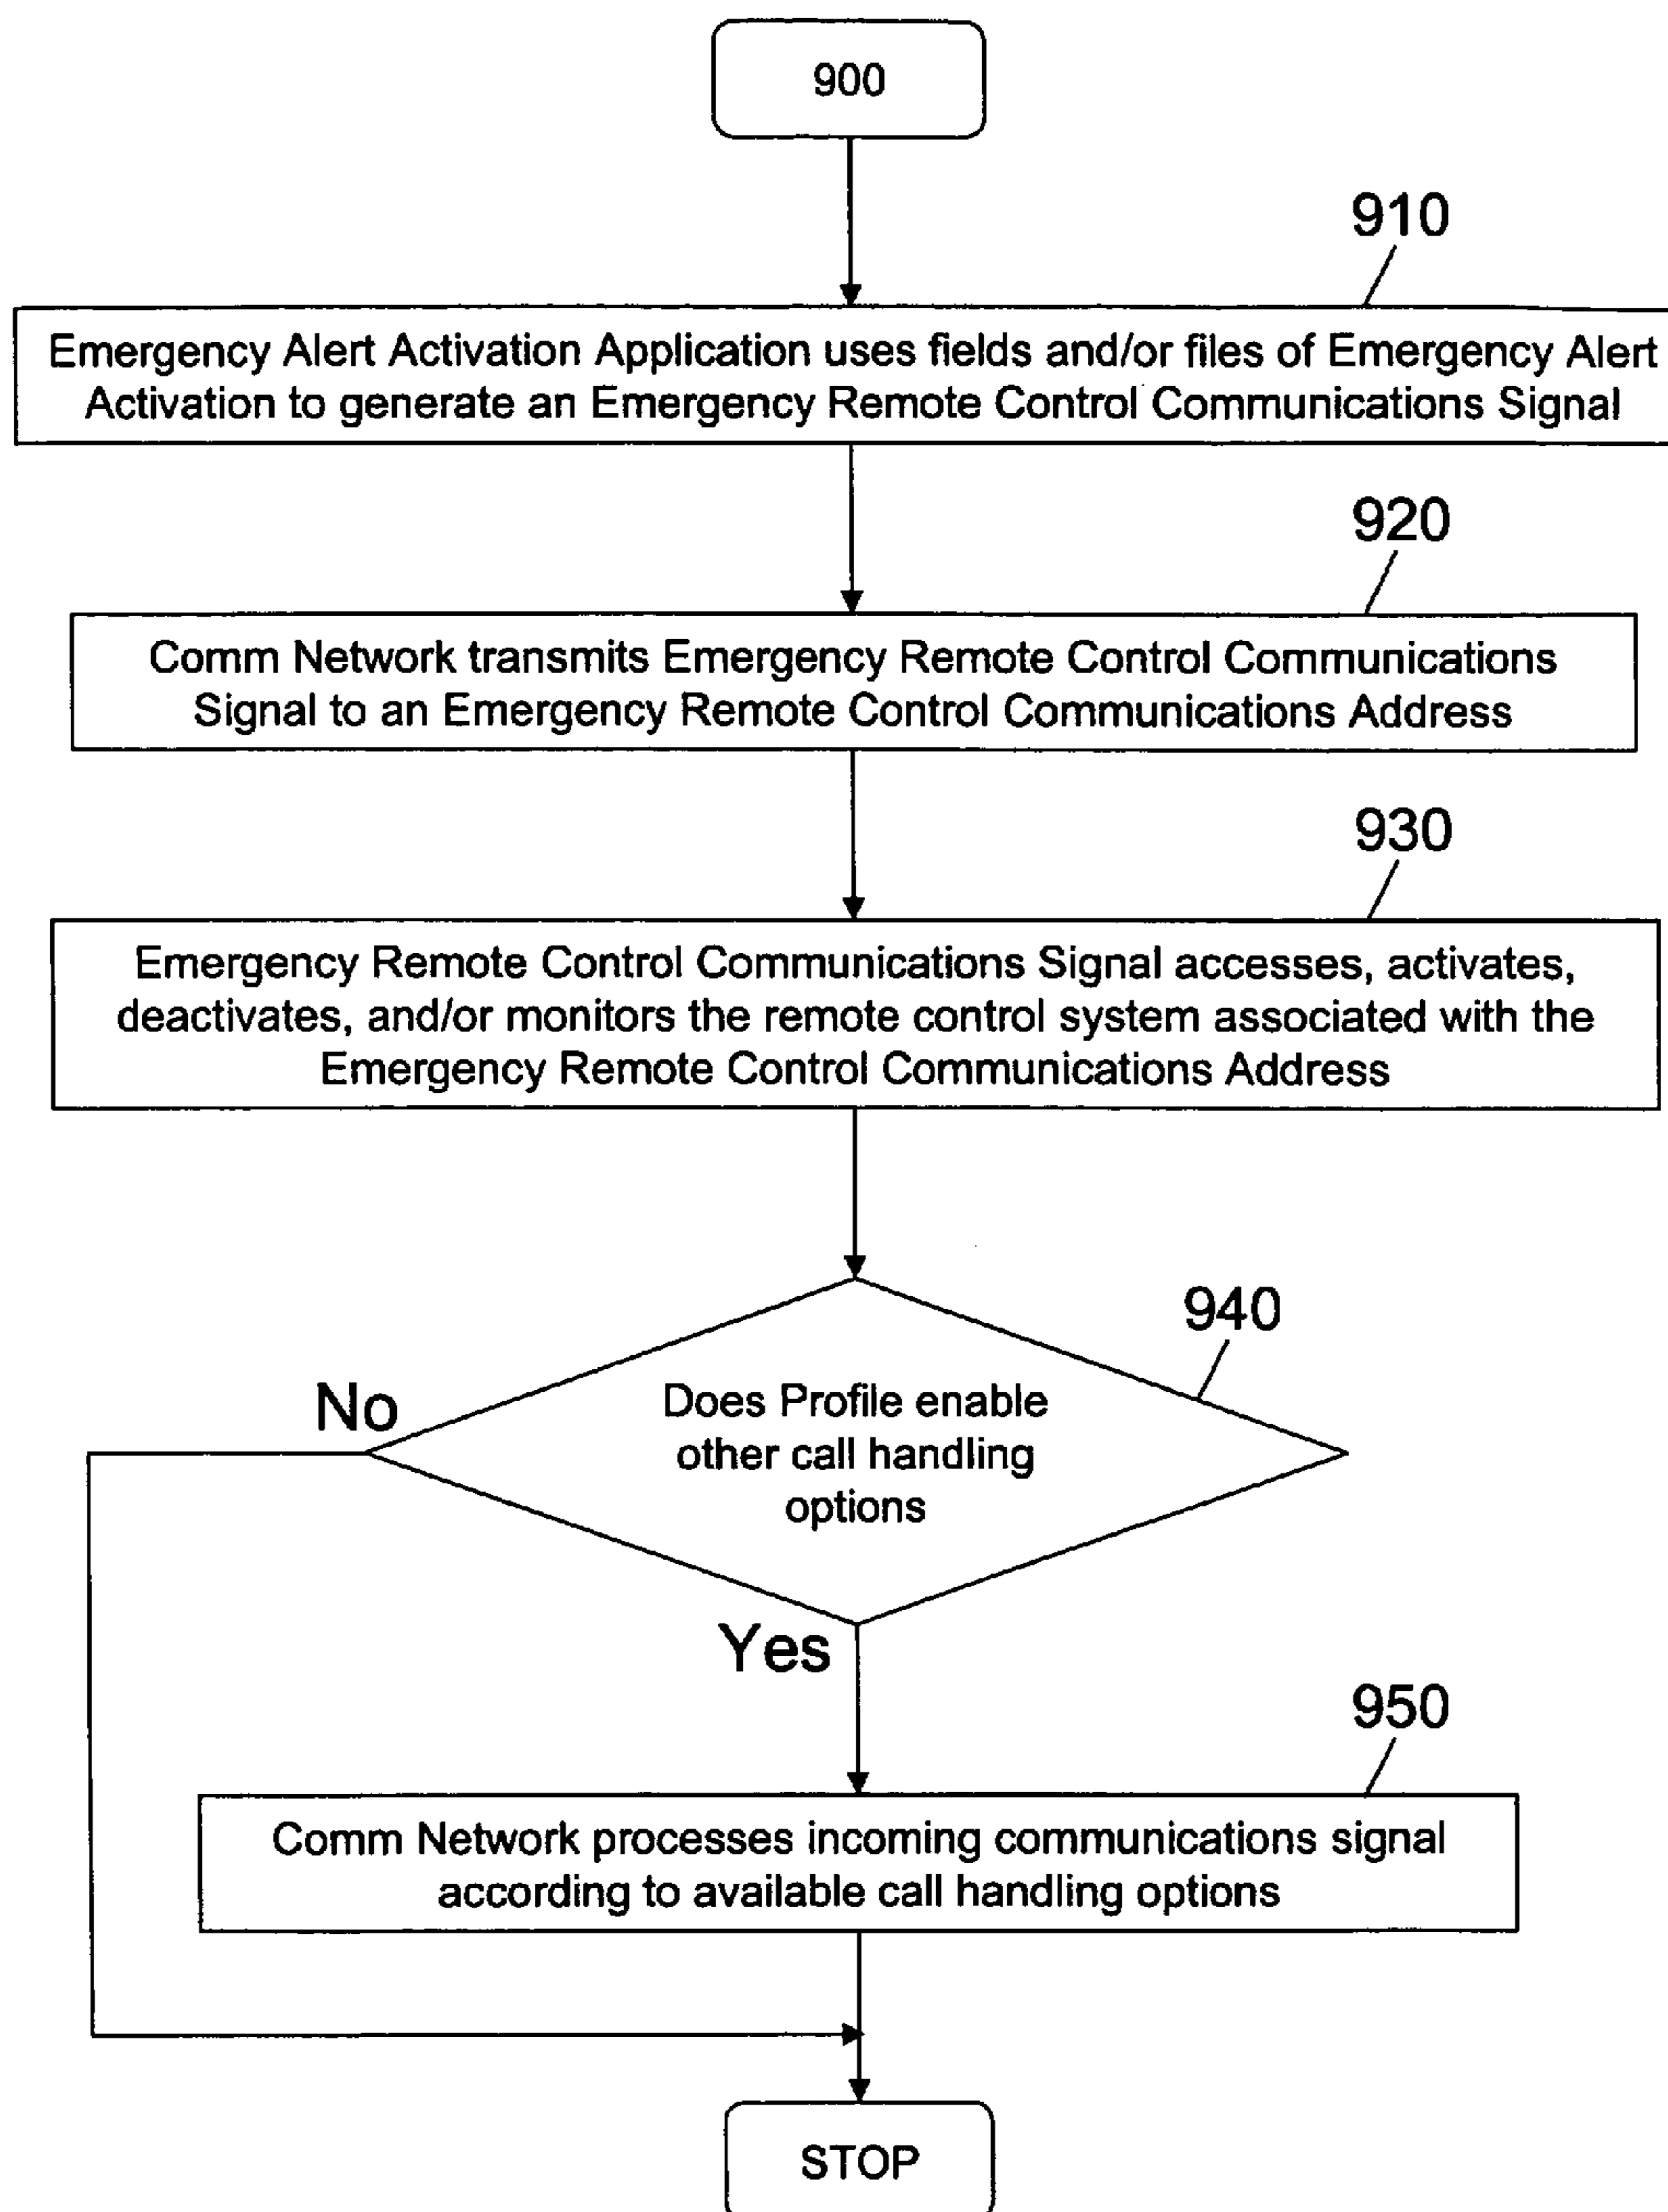 900
910
Emergency Alert Activation Application uses fields and/or files of Emergency Alert
Activation to generate an Emergency Remote Control Communications Signal
920
Comm Network transmits Emergency Remote Control Communications
Signal to an Emergency Remote Control Communications Address
930
Emergency Remote Control Communications Signal accesses, activates,
deactivates, and/or monitors the remote control system associated with the
Emergency Remote Control Communications Address
940
No
Does Profile enable
other call handling
options
Yes
950
Comm Network processes incoming communications signal
according to available call handling options
STOP